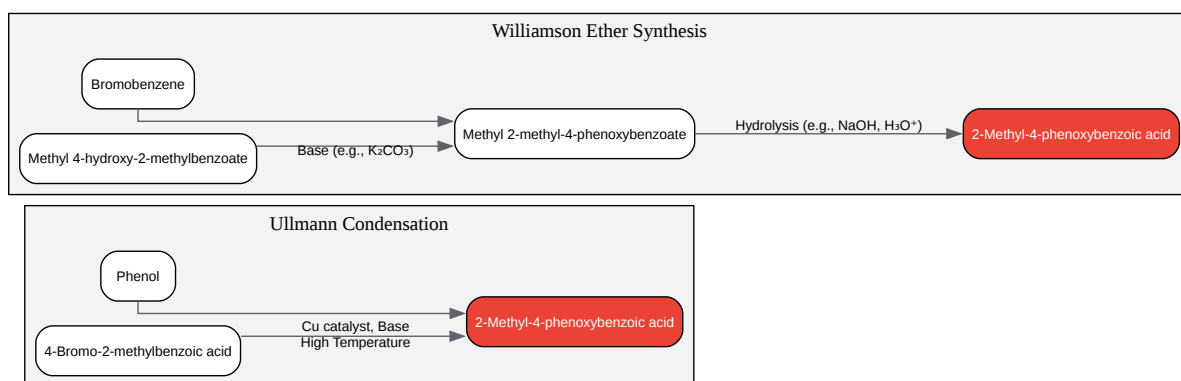 Williamson Ether Synthesis
Bromobenzene
Methyl 4-hydroxy-2-methylbenzoate
Base (e.g., K₂CO₃)
Methyl 2-methyl-4-phenoxybenzoate
Hydrolysis (e.g., NaOH, H₃O⁺)
2-Methyl-4-phenoxybenzoic acid
Ullmann Condensation
Phenol
4-Bromo-2-methylbenzoic acid
Cu catalyst, Base
High Temperature
2-Methyl-4-phenoxybenzoic acid